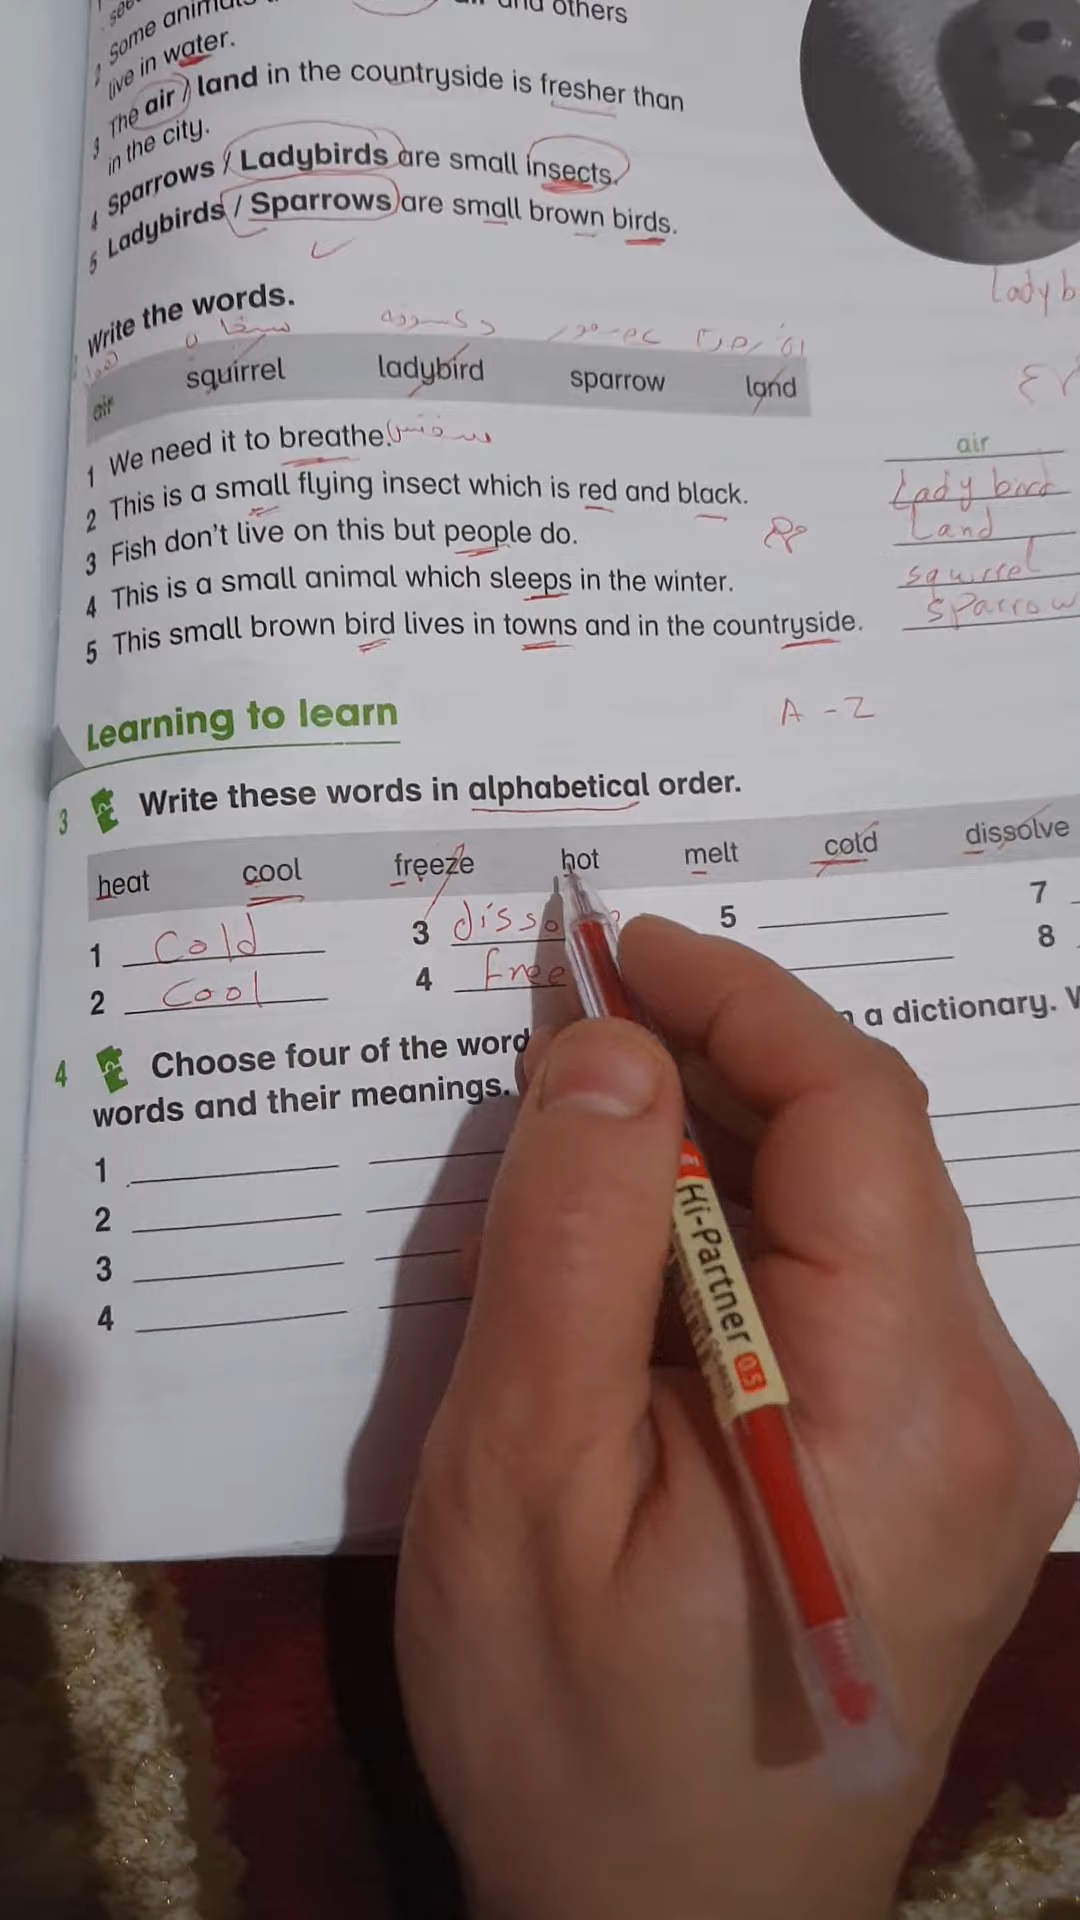 some animals
and others
live in water.
3 The air / land in the countryside is fresher than
in the city.
4 Sparrows / Ladybirds are small insects.
5 Ladybirds / Sparrows are small brown birds.
Lady b
Write the words.
air squirrel ladybird sparrow land
1 We need it to breathe. air
2 This is a small flying insect which is red and black. Lady bird
3 Fish don't live on this but people do. Land
4 This is a small animal which sleeps in the winter. squirrel
5 This small brown bird lives in towns and in the countryside. sparrow
Learning to learn
A - Z
3 Write these words in alphabetical order.
heat cool freeze hot melt cold dissolve
1 Cold 3 disso 5 7
2 Cool 4 Free 8
4 Choose four of the word
a dictionary.
words and their meanings.
1
2
3
4
Hi-Partner 0.5